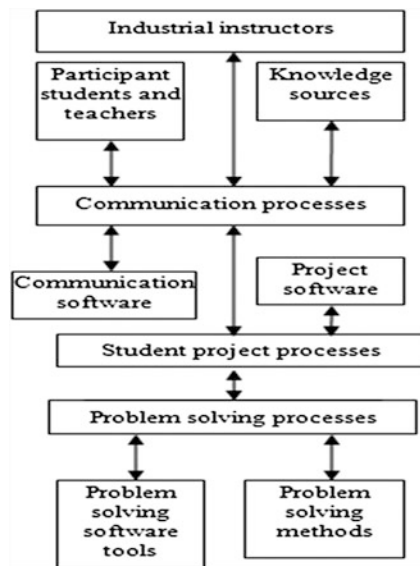 Industrial instructors
Participant
students and
teachers
Knowledge
sources
Communication processes
Communication
software
Project
software
Student project processes
Problem solving processes
Problem
solving
software
tools
Problem
solving
methods